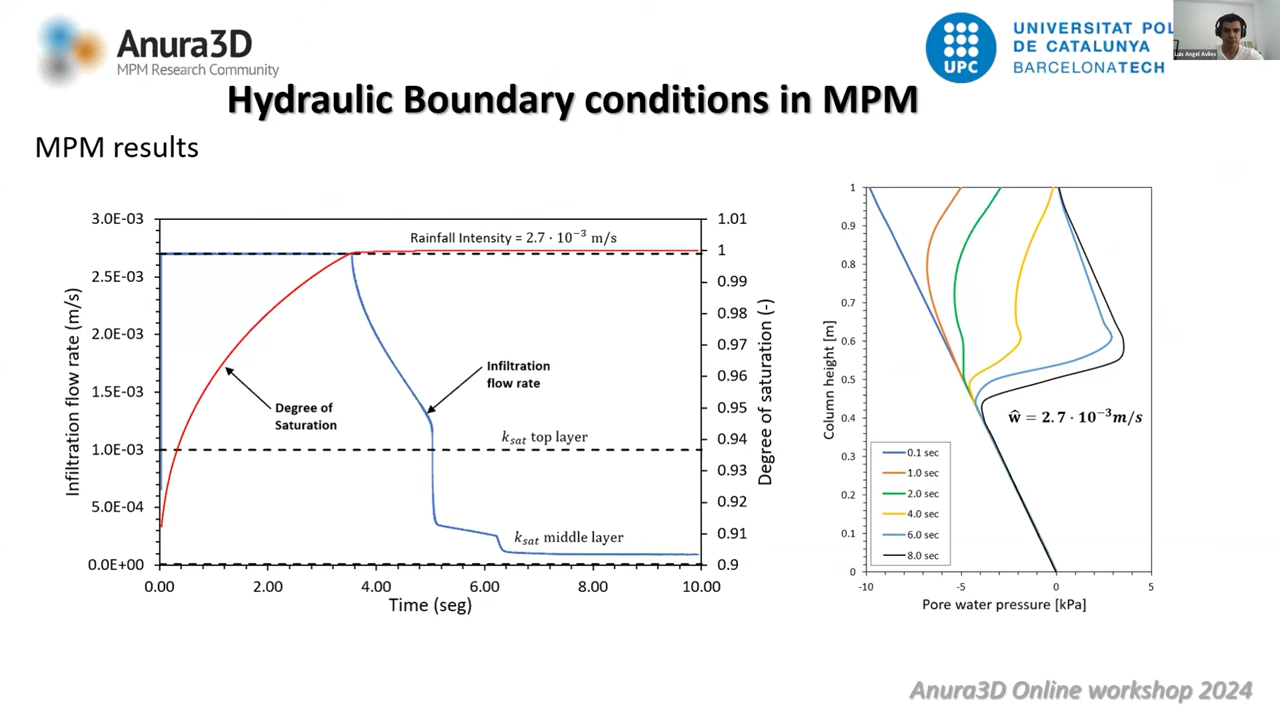 Anura3D
MPM Research Community
UNIVERSITAT POL
DE CATALUNYA
BARCELONATECH
UPC
Luis Angel Aviles
Hydraulic Boundary conditions in MPM
MPM results
3.0E-03
2.5E-03
2.0E-03
1.5E-03
1.0E-03
5.0E-04
0.0E+00
Infiltration flow rate (m/s)
0.00
2.00
4.00
6.00
8.00
10.00
Time (seg)
1.01
1
0.99
0.98
0.97
0.96
0.95
0.94
0.93
0.92
0.91
0.9
Degree of saturation (-)
Rainfall Intensity = 2.7 · 10⁻³ m/s
Infiltration
flow rate
Degree of
Saturation
k_sat top layer
k_sat middle layer
1
0.9
0.8
0.7
0.6
0.5
0.4
0.3
0.2
0.1
0
Column height [m]
ŵ = 2.7 · 10⁻³m/s
0.1 sec
1.0 sec
2.0 sec
4.0 sec
6.0 sec
8.0 sec
-10
-5
0
5
Pore water pressure [kPa]
Anura3D Online workshop 2024